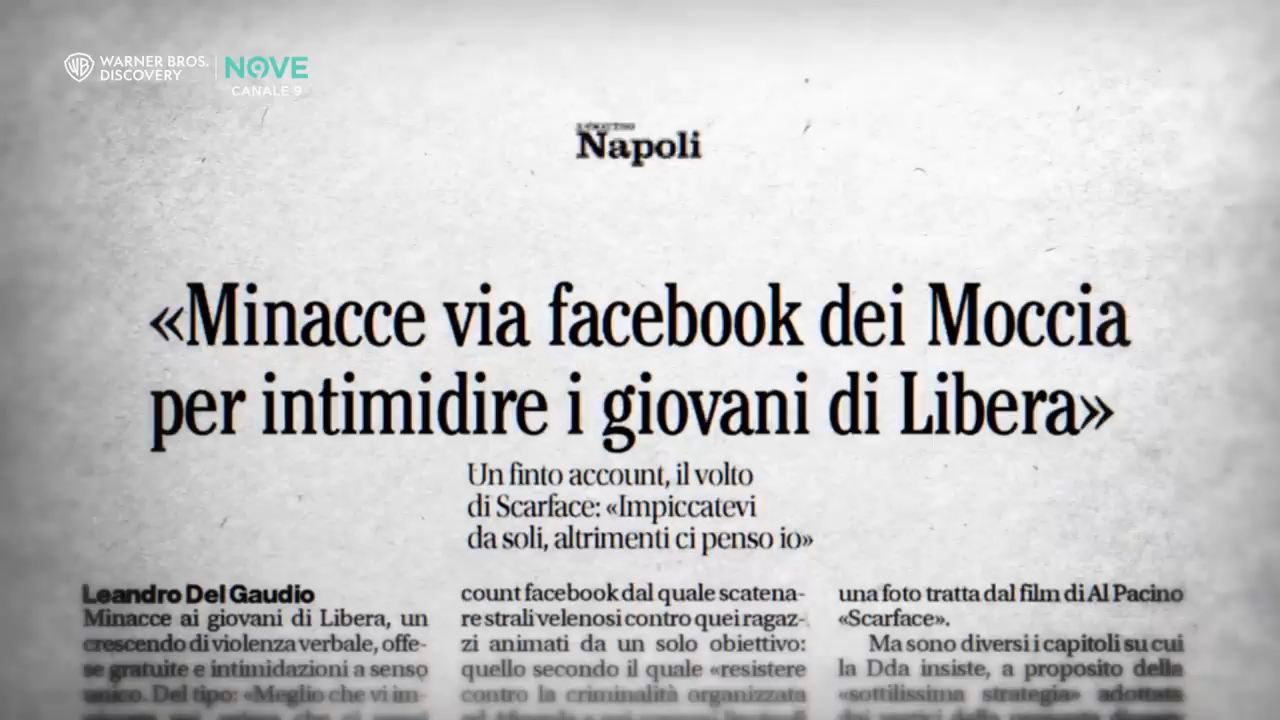 WARNER BROS.
DISCOVERY
NOVE
CANALE 9
Napoli
«Minacce via facebook dei Moccia
per intimidire i giovani di Libera»
Un finto account, il volto
di Scarface: «Impiccatevi
da soli, altrimenti ci penso io»
Leandro Del Gaudio
Minacce ai giovani di Libera, un
crescendo di violenza verbale, offe-
se gratuite e intimidazioni a senso
unico. Del tipo: «Meglio che vi im-
count facebook dal quale scatena-
re strali velenosi contro quei ragaz-
zi animati da un solo obiettivo:
quello secondo il quale «resistere
contro la criminalità organizzata
una foto tratta dal film di Al Pacino
«Scarface».
Ma sono diversi i capitoli su cui
la Dda insiste, a proposito della
«sottilissima strategia» adottata